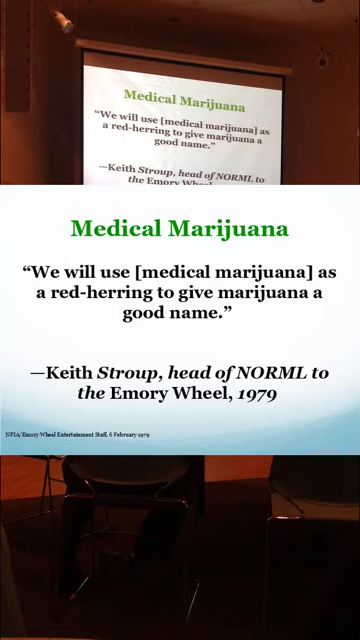 Medical Marijuana
“We will use [medical marijuana] as
a red-herring to give marijuana a
good name.”
—Keith Stroup, head of NORML to
the Emory Wheel,
Medical Marijuana
“We will use [medical marijuana] as
a red-herring to give marijuana a
good name.”
—Keith Stroup, head of NORML to
the Emory Wheel, 1979
NFIA/Emory Wheel Entertainment Staff, 6 February 1979